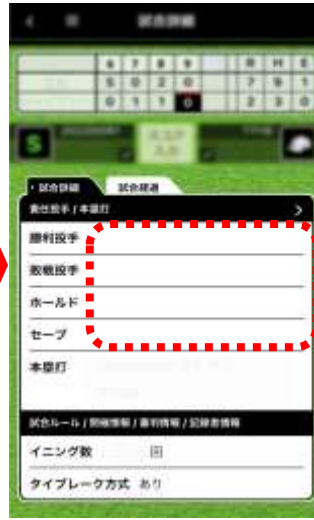 試合詳細
6 7 8 9 R H E
5 0 2 0 7 9 1
0 1 1 0 2 3 0
S
試合詳細 試合経過
責任投手 / 本塁打
勝利投手
敗戦投手
ホールド
セーブ
本塁打
試合ルール / 開催情報 / 審判情報 / 記録者情報
イニング数 回
タイブレーク方式 あり